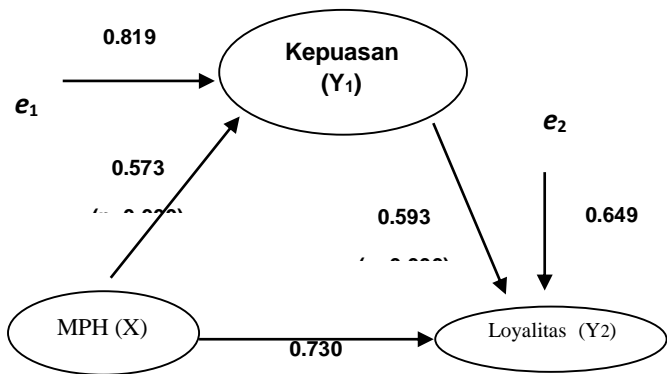 0.819
Kepuasan
(Y1)
e1
e2
0.573
0.593
0.649
MPH (X)
Loyalitas (Y2)
0.730